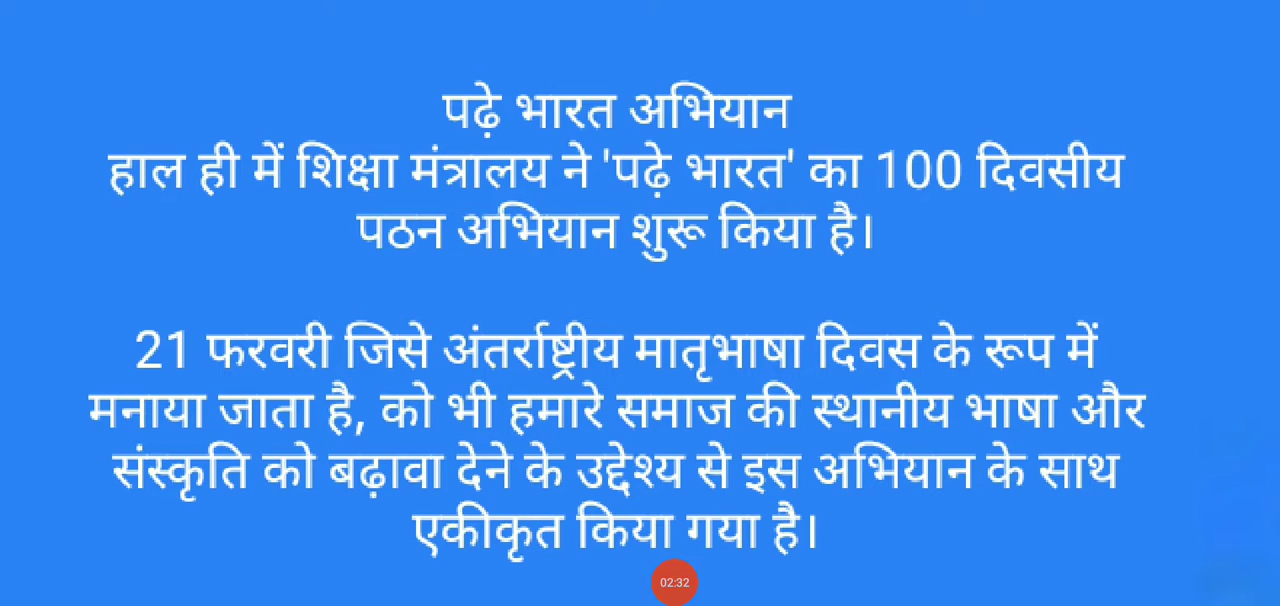 पढ़े भारत अभियान
हाल ही में शिक्षा मंत्रालय ने 'पढ़े भारत' का 100 दिवसीय
पठन अभियान शुरू किया है।
21 फरवरी जिसे अंतर्राष्ट्रीय मातृभाषा दिवस के रूप में
मनाया जाता है, को भी हमारे समाज की स्थानीय भाषा और
संस्कृति को बढ़ावा देने के उद्देश्य से इस अभियान के साथ
एकीकृत किया गया है।
02:32